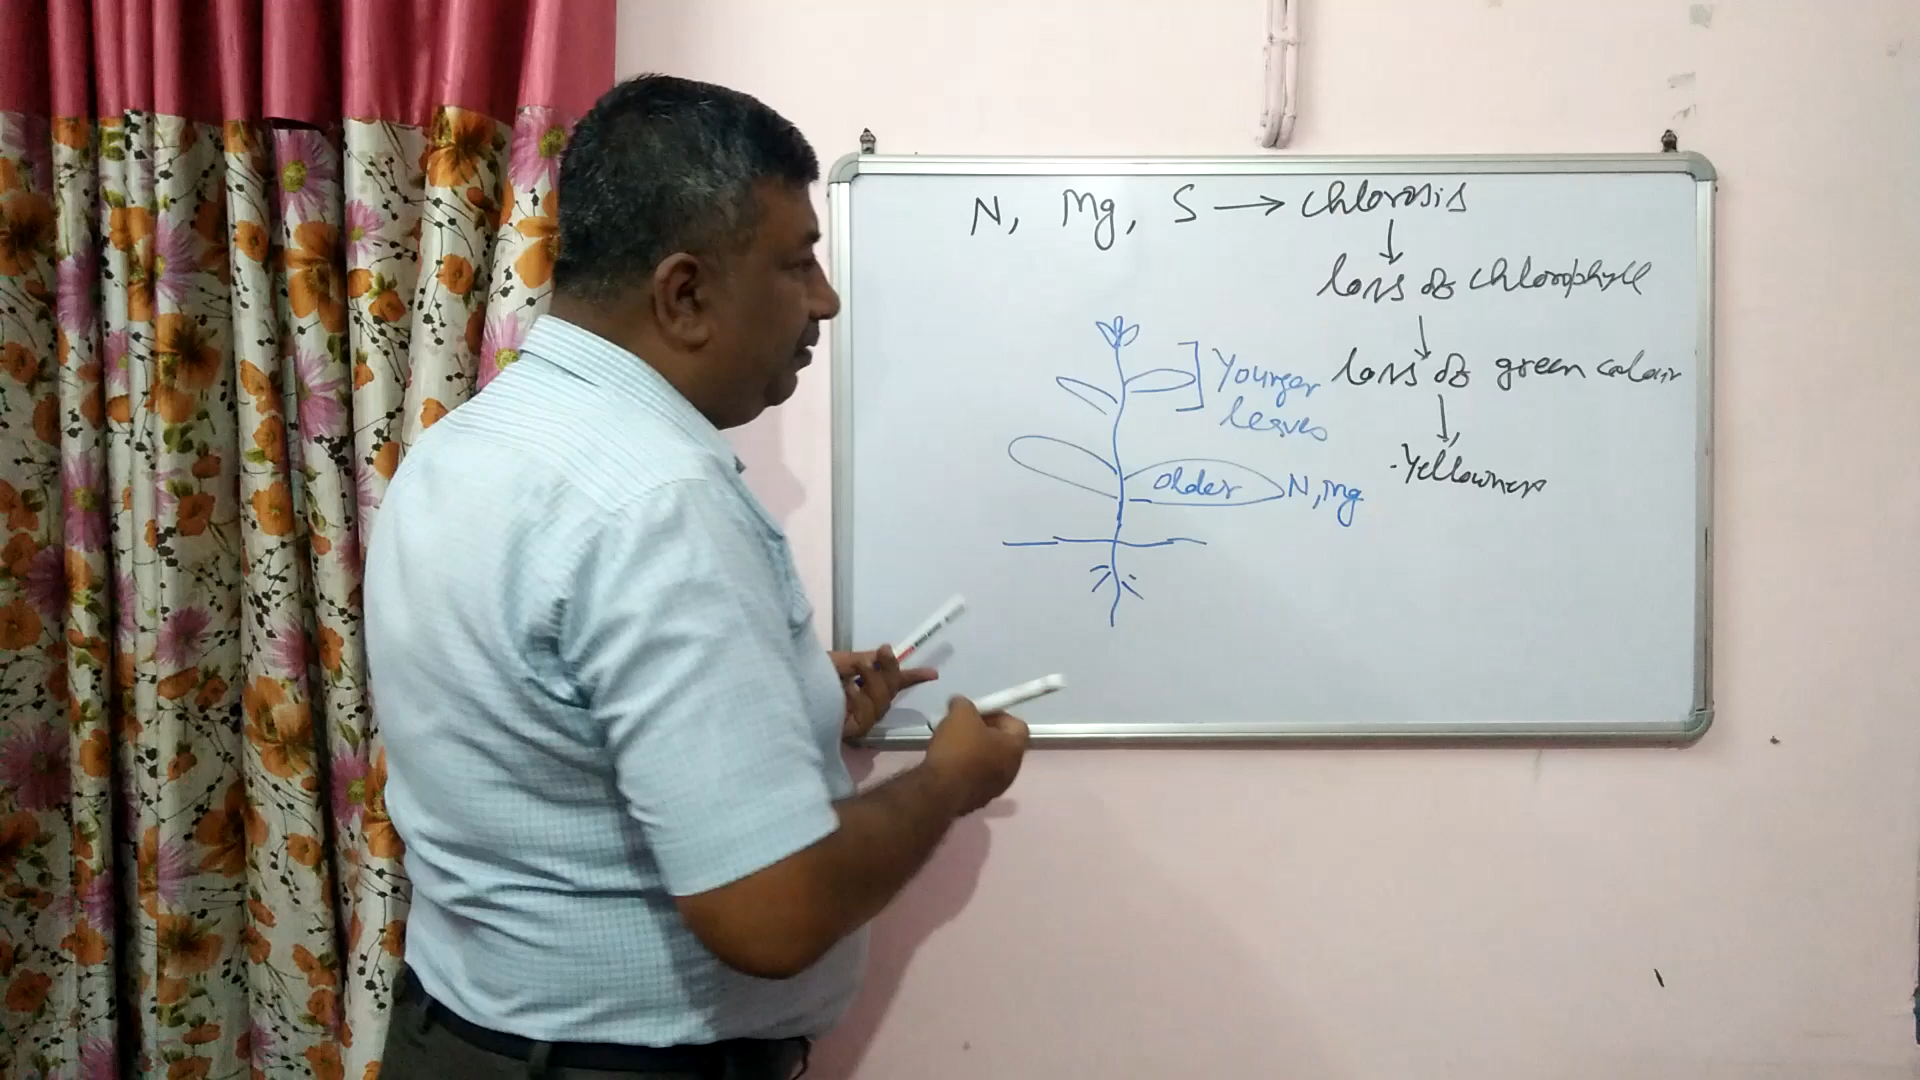 N, Mg, S → chlorosis
↓
loss of chlorophyll
↓
loss of green colour
↓
Yellowness
Younger
leaves
older N, Mg